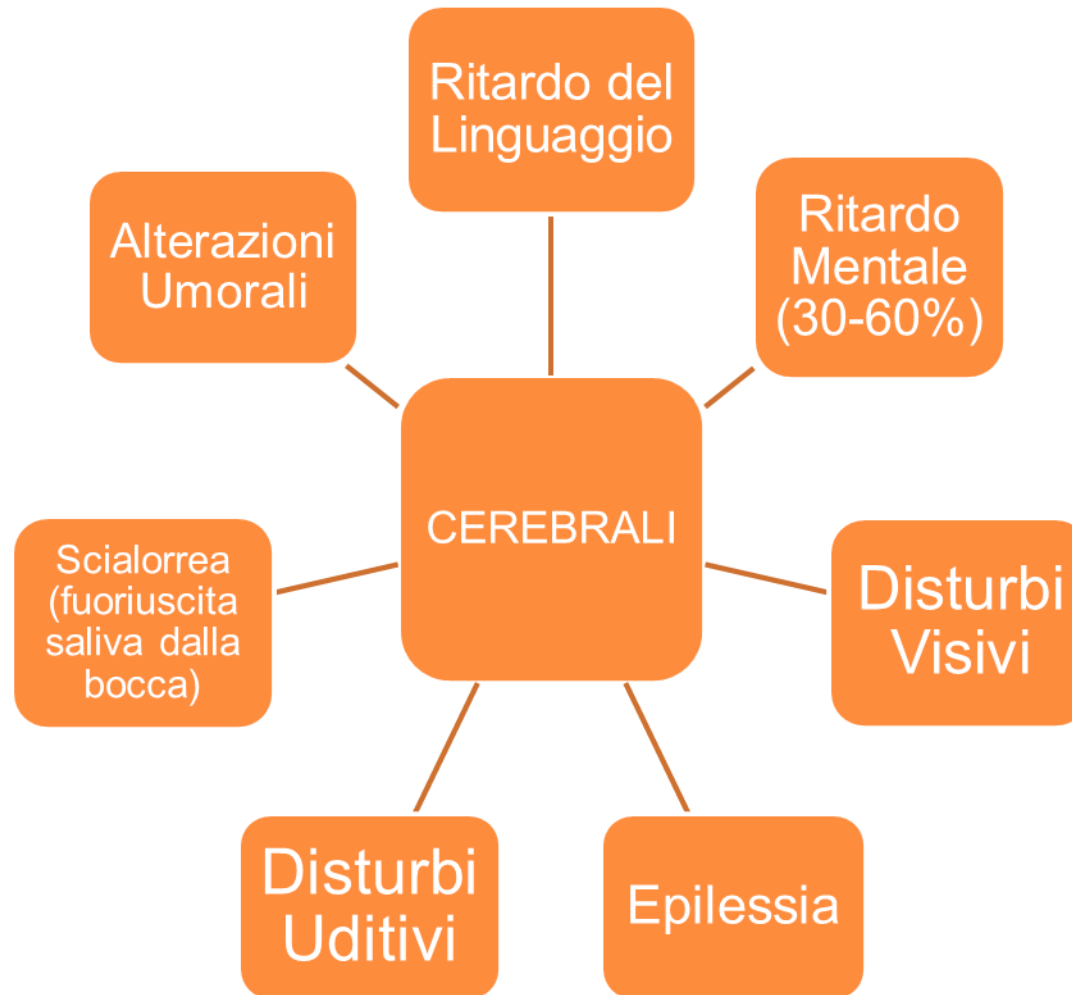 Ritardo del
Linguaggio
Ritardo
Mentale
(30-60%)
Alterazioni
Umorali
CEREBRALI
Scialorrea
(fuoriuscita
saliva dalla
bocca)
Disturbi
Visivi
Disturbi
Uditivi
Epilessia